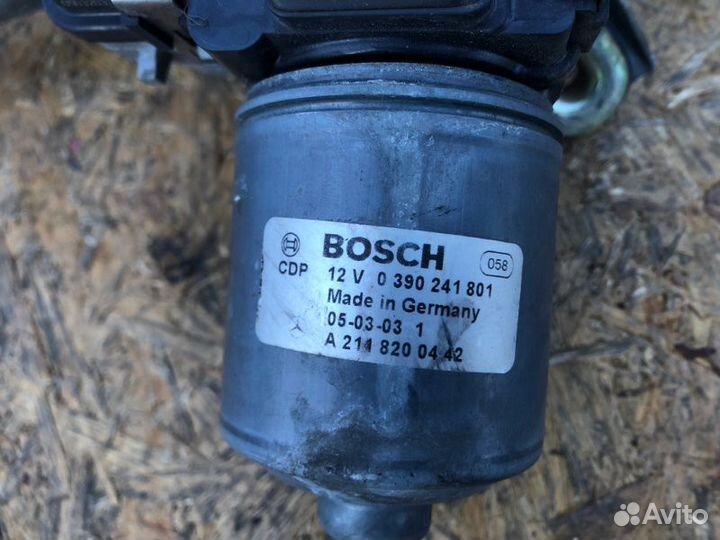 BOSCH 058
CDP 12 V 0 390 241 801
Made in Germany
05-03-03 1
A 211 820 04 42
Avito